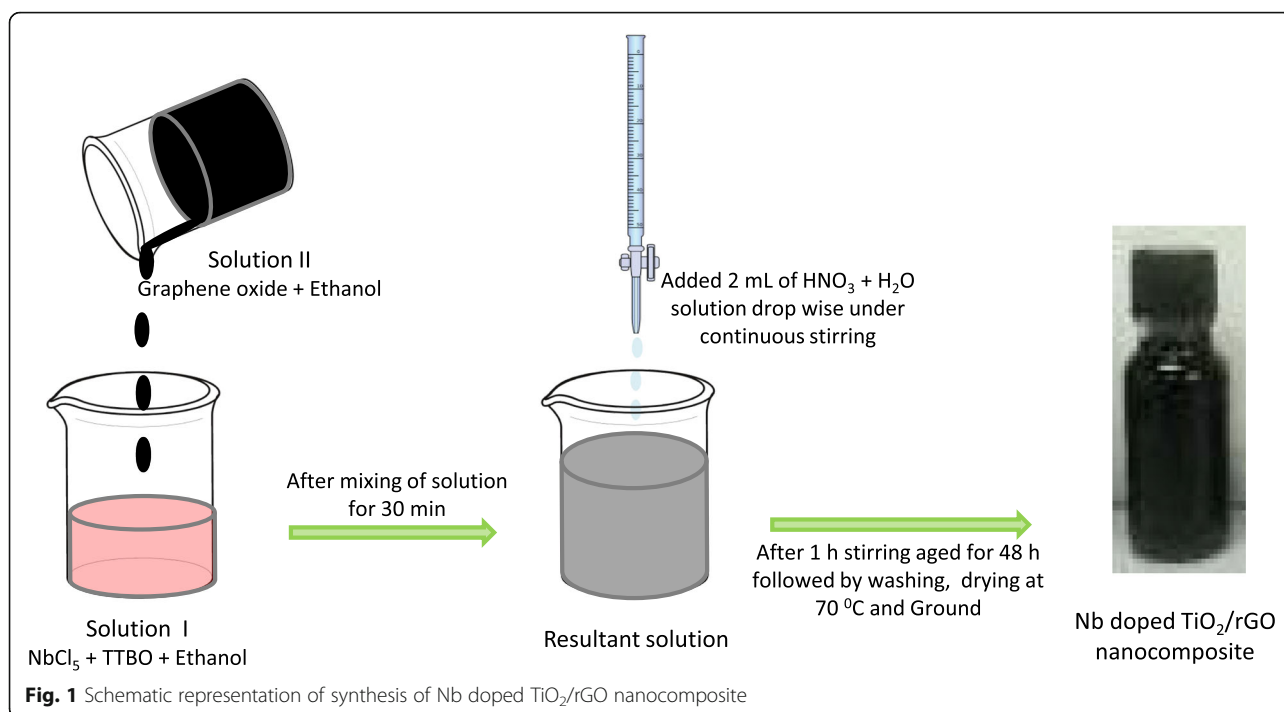 Solution II
Graphene oxide + Ethanol
Added 2 mL of HNO₃ + H₂O
solution drop wise under
continuous stirring
After mixing of solution
for 30 min
After 1 h stirring aged for 48 h
followed by washing, drying at
70 ⁰C and Ground
Solution I
NbCl₅ + TTBO + Ethanol
Resultant solution
Nb doped TiO₂/rGO
nanocomposite
Fig. 1 Schematic representation of synthesis of Nb doped TiO₂/rGO nanocomposite